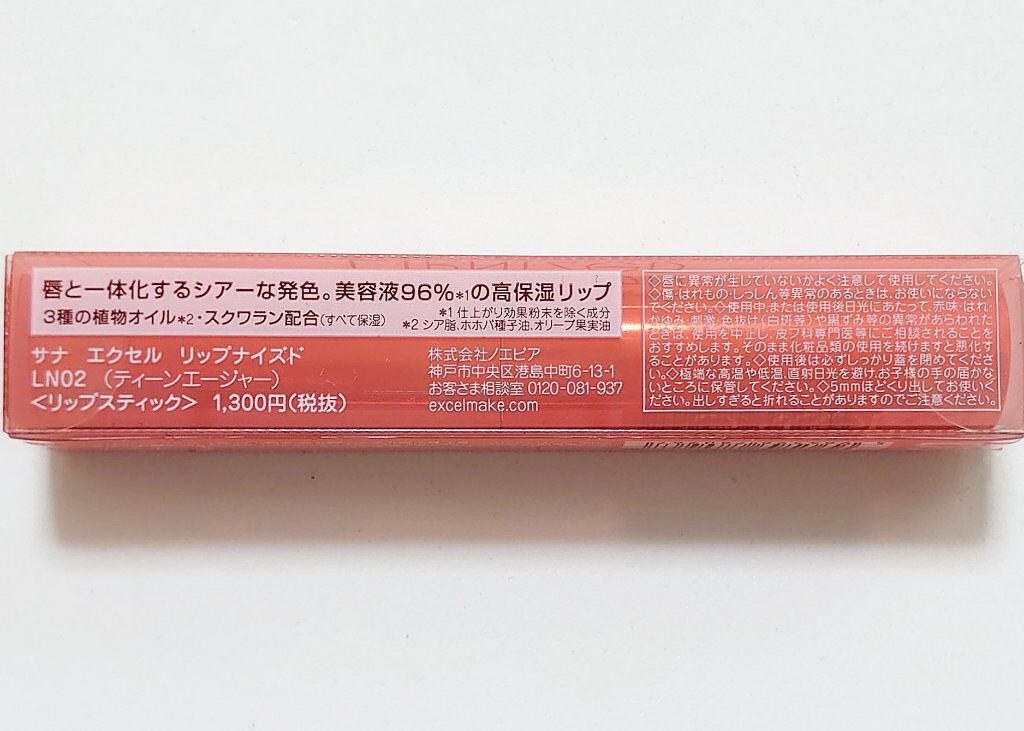 唇と一体化するシアーな発色。美容液96%*1の高保湿リップ
3種の植物オイル*2・スクワラン配合(すべて保湿)
*1 仕上がり効果粉末を除く成分
*2 シア脂、ホホバ種子油、オリーブ果実油
サナ エクセル リップナイズド
LN02 (ティーンエージャー)
<リップスティック> 1,300円(税抜)
株式会社ノエビア
神戸市中央区港島中町6-13-1
お客さま相談室 0120-081-937
excelmake.com
◇唇に異常が生じていないかよく注意して使用してください。
◇傷・はれもの・しっしん等異常のあるときは、お使いにならない
でください。◇使用中、または使用後日光にあたって、赤味・はれ・
かゆみ・刺激・色抜け(白斑等)や黒ずみ等の異常があらわれた
ときは、使用を中止し、皮フ科専門医等にご相談されることを
おすすめします。そのまま化粧品類の使用を続けますと悪化す
ることがあります。◇使用後は必ずしっかり蓋を閉めてくださ
い。◇極端な高温や低温、直射日光を避け、お子様の手の届かない
ところに保管してください。◇5mmほどくり出してお使いく
ださい。出しすぎると折れることがありますのでご注意ください。